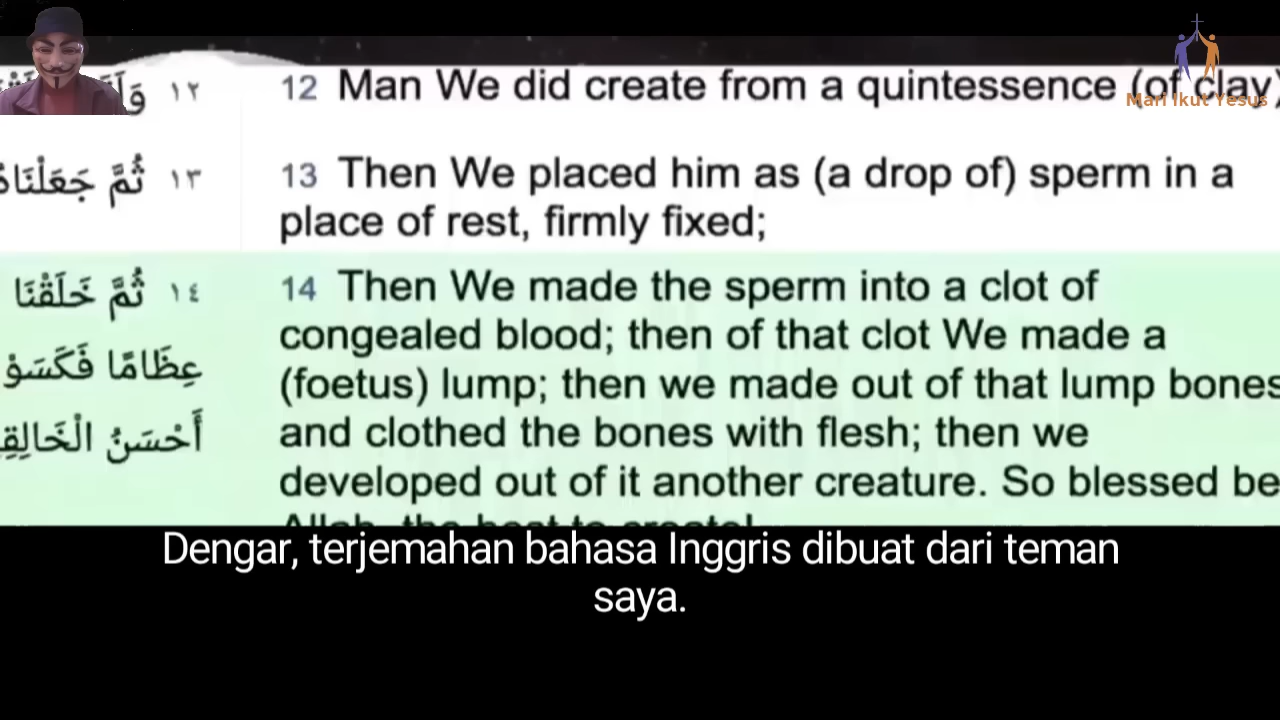 Mari Ikut Yesus
١٢
12 Man We did create from a quintessence (of clay)
ثُمَّ جَعَلْنَاهُ ١٣
13 Then We placed him as (a drop of) sperm in a
place of rest, firmly fixed;
ثُمَّ خَلَقْنَا ١٤
14 Then We made the sperm into a clot of
congealed blood; then of that clot We made a
عِظَامًا
(foetus) lump; then we made out of that lump bones
أَحْسَنُ
and clothed the bones with flesh; then we
developed out of it another creature. So blessed be
Dengar, terjemahan bahasa Inggris dibuat dari teman
saya.